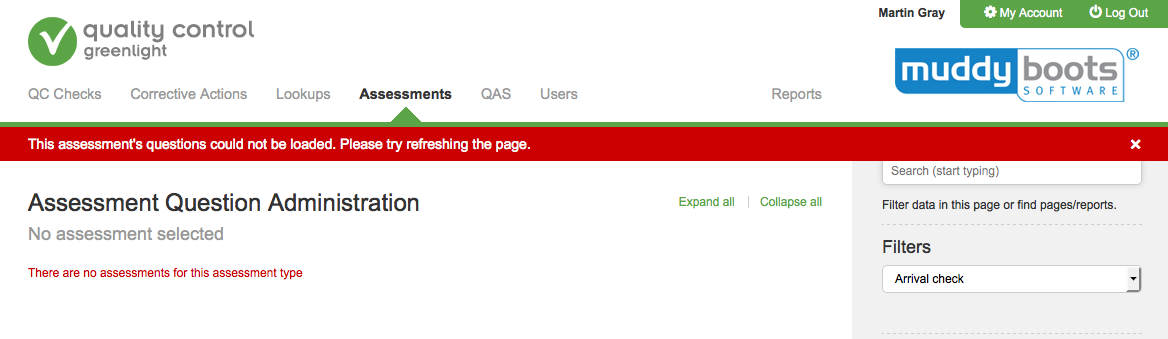 Martin Gray
My Account
Log Out
quality control
greenlight
muddy boots®
SOFTWARE
QC Checks
Corrective Actions
Lookups
Assessments
QAS
Users
Reports
This assessment's questions could not be loaded. Please try refreshing the page.
Search (start typing)
Assessment Question Administration
Expand all
Collapse all
Filter data in this page or find pages/reports.
No assessment selected
Filters
There are no assessments for this assessment type
Arrival check